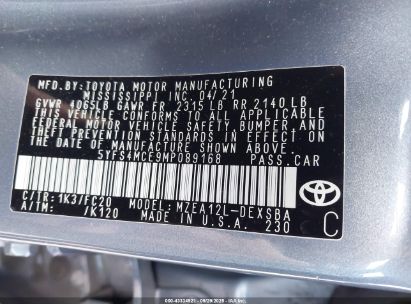 MFD. BY: TOYOTA MOTOR MANUFACTURING
MISSISSIPPI INC. 04/21
GVWR 4065LB GAWR FR 2315 LB RR 2140 LB
THIS VEHICLE CONFORMS TO ALL APPLICABLE
FEDERAL MOTOR VEHICLE SAFETY, BUMPER, AND
THEFT PREVENTION STANDARDS IN EFFECT ON THE
DATE OF MANUFACTURE SHOWN ABOVE.
5YFS4MCE9MP089168 PASS.CAR
C/TR: 1K3/FC20 MODEL: MZEA12L-DEXSBA
A/TM: /K120 MADE IN U.S.A. 230
TOYOTA
C